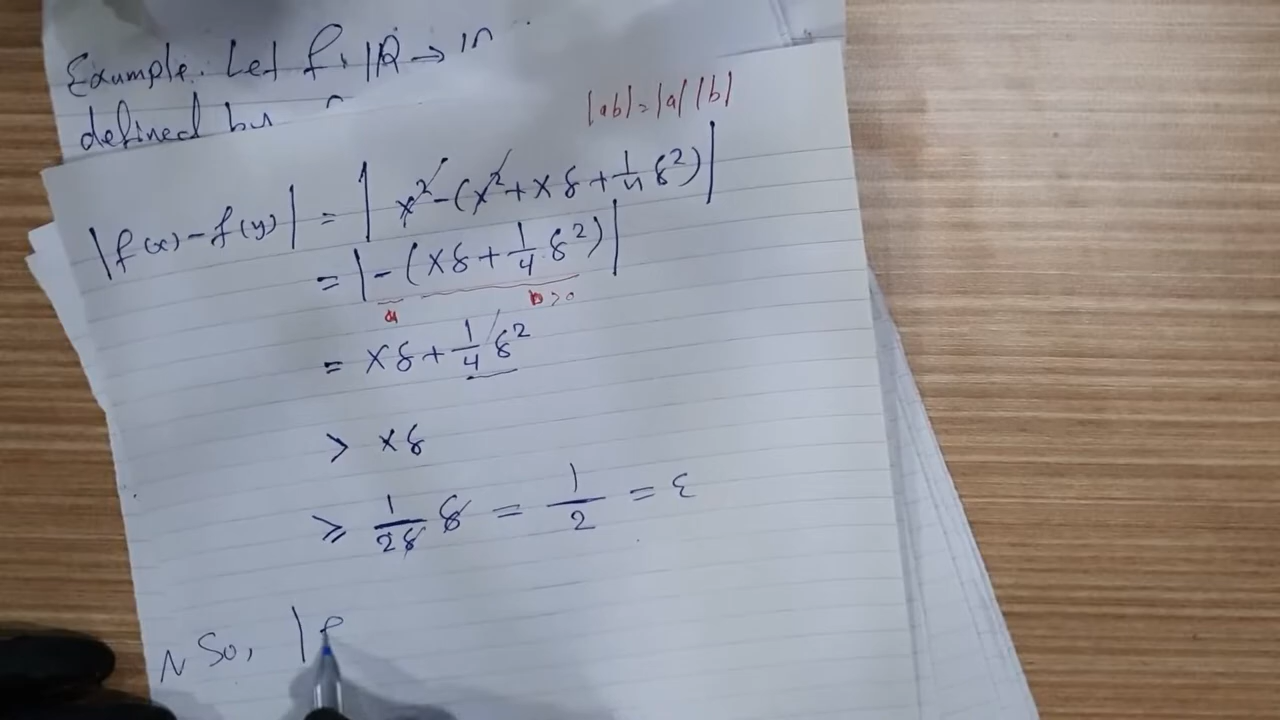 Example. Let f: ℝ → ℝ
defined by
|ab| = |a| |b|
|f(x) - f(y)| = | x² - (x² + xδ + 1/4 δ²) |
= | - (xδ + 1/4 δ²) |
a b > 0
= xδ + 1/4 δ²
> xδ
≥ 1/2δ δ = 1/2 = ε
So, |f